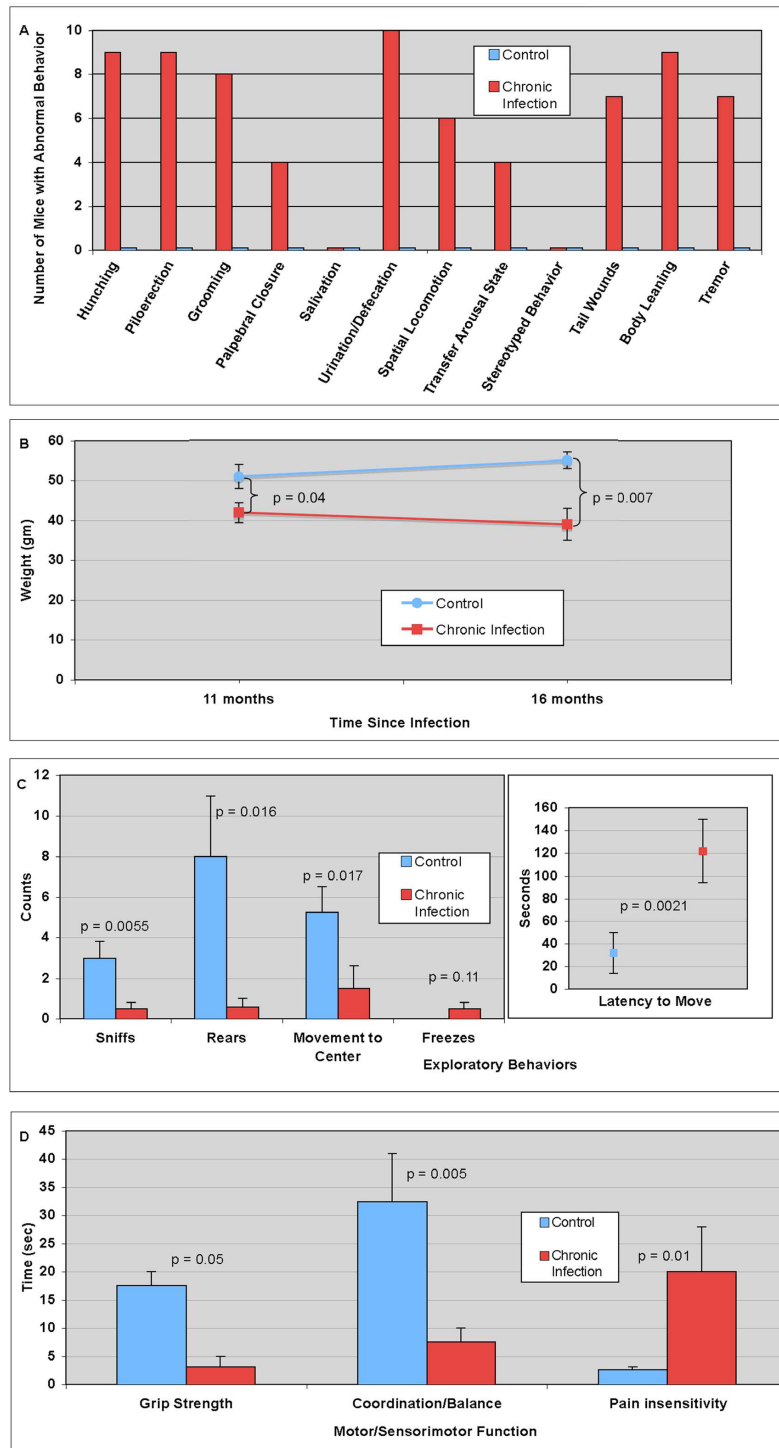 A
Number of Mice with Abnormal Behavior
10
8
6
4
2
0
Control
Chronic
Infection
Hunching
Piloerection
Grooming
Palpebral Closure
Salivation
Urination/Defecation
Spatial Locomotion
Transfer Arousal State
Stereotyped Behavior
Tail Wounds
Body Leaning
Tremor
B
Weight (gm)
60
50
40
30
20
10
0
p = 0.04
p = 0.007
Control
Chronic Infection
11 months
16 months
Time Since Infection
C
Counts
12
10
8
6
4
2
0
p = 0.0055
p = 0.016
p = 0.017
p = 0.11
Control
Chronic
Infection
Sniffs
Rears
Movement to
Center
Freezes
Exploratory Behaviors
Seconds
160
140
120
100
80
60
40
20
0
p = 0.0021
Latency to Move
D
Time (sec)
45
40
35
30
25
20
15
10
5
0
p = 0.05
p = 0.005
p = 0.01
Control
Chronic
Infection
Grip Strength
Coordination/Balance
Pain insensitivity
Motor/Sensorimotor Function